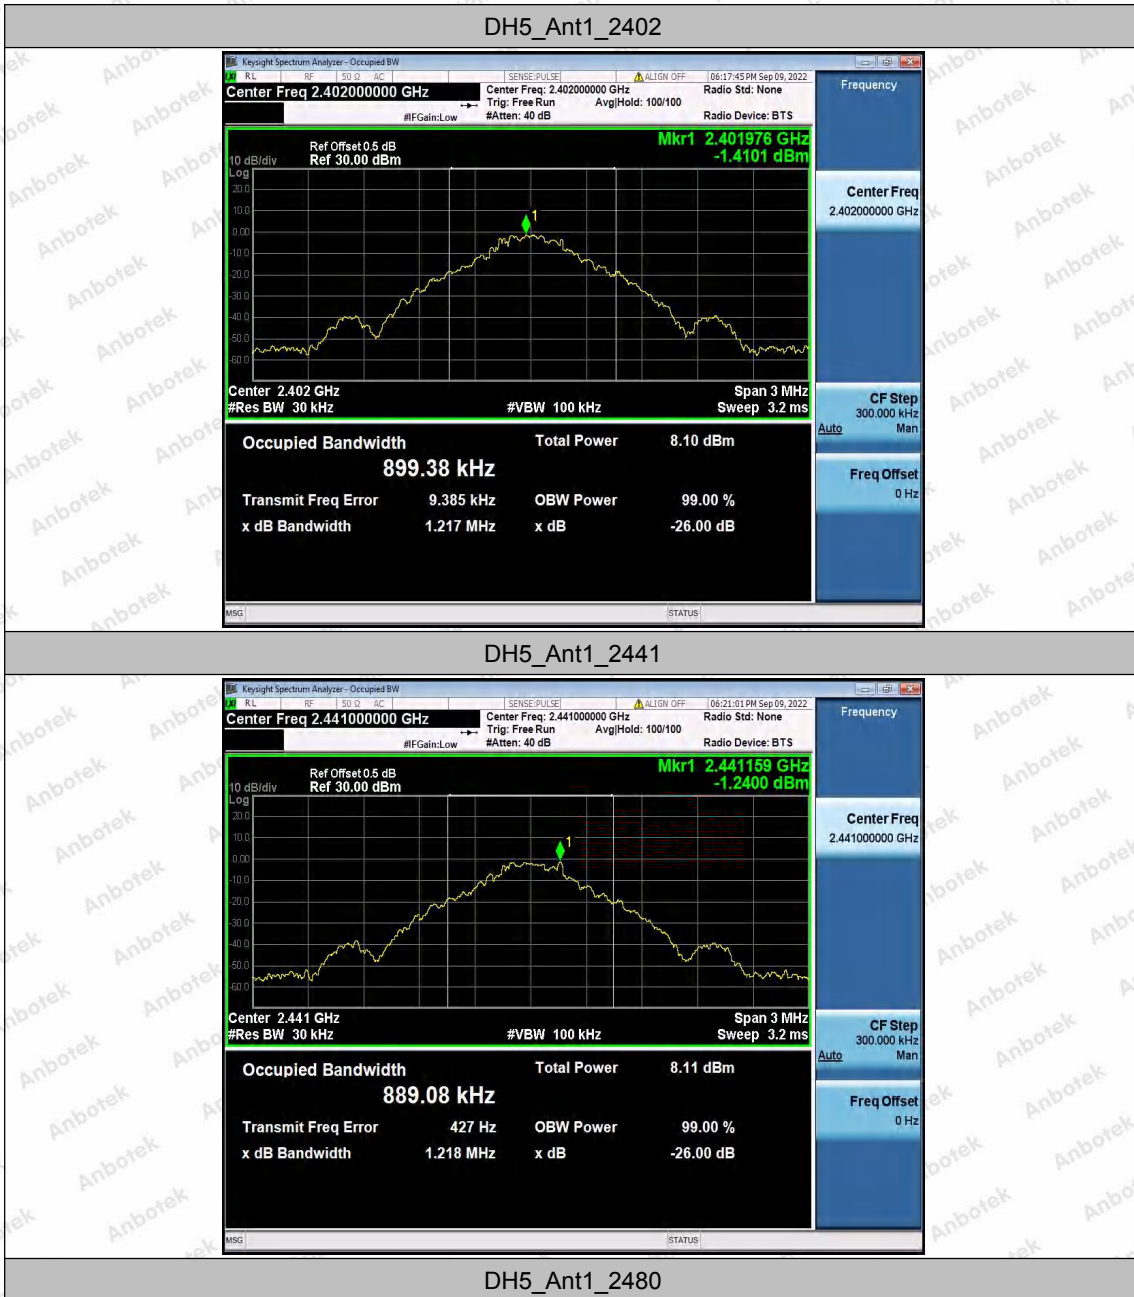 DH5_Ant1_2402
Keysight Spectrum Analyzer - Occupied BW
RL RF 50 Ω AC SENSE:PULSE ALIGN OFF 06:17:45 PM Sep 09, 2022
Center Freq 2.402000000 GHz
Center Freq: 2.402000000 GHz Radio Std: None
Trig: Free Run Avg|Hold: 100/100
#IFGain:Low #Atten: 40 dB Radio Device: BTS
Frequency
Mkr1 2.401976 GHz
-1.4101 dBm
Ref Offset 0.5 dB
10 dB/div Ref 30.00 dBm
Log
20.0
10.0
0.00
-10.0
-20.0
-30.0
-40.0
-50.0
-60.0
1
Center Freq
2.402000000 GHz
Center 2.402 GHz Span 3 MHz
#Res BW 30 kHz #VBW 100 kHz Sweep 3.2 ms
CF Step
300.000 kHz
Auto Man
Occupied Bandwidth Total Power 8.10 dBm
899.38 kHz
Freq Offset
0 Hz
Transmit Freq Error 9.385 kHz OBW Power 99.00 %
x dB Bandwidth 1.217 MHz x dB -26.00 dB
MSG STATUS
DH5_Ant1_2441
Keysight Spectrum Analyzer - Occupied BW
RL RF 50 Ω AC SENSE:PULSE ALIGN OFF 06:21:01 PM Sep 09, 2022
Center Freq 2.441000000 GHz
Center Freq: 2.441000000 GHz Radio Std: None
Trig: Free Run Avg|Hold: 100/100
#IFGain:Low #Atten: 40 dB Radio Device: BTS
Frequency
Mkr1 2.441159 GHz
-1.2400 dBm
Ref Offset 0.5 dB
10 dB/div Ref 30.00 dBm
Log
20.0
10.0
0.00
-10.0
-20.0
-30.0
-40.0
-50.0
-60.0
1
Center Freq
2.441000000 GHz
Center 2.441 GHz Span 3 MHz
#Res BW 30 kHz #VBW 100 kHz Sweep 3.2 ms
CF Step
300.000 kHz
Auto Man
Occupied Bandwidth Total Power 8.11 dBm
889.08 kHz
Freq Offset
0 Hz
Transmit Freq Error 427 Hz OBW Power 99.00 %
x dB Bandwidth 1.218 MHz x dB -26.00 dB
MSG STATUS
DH5_Ant1_2480
Anbotek